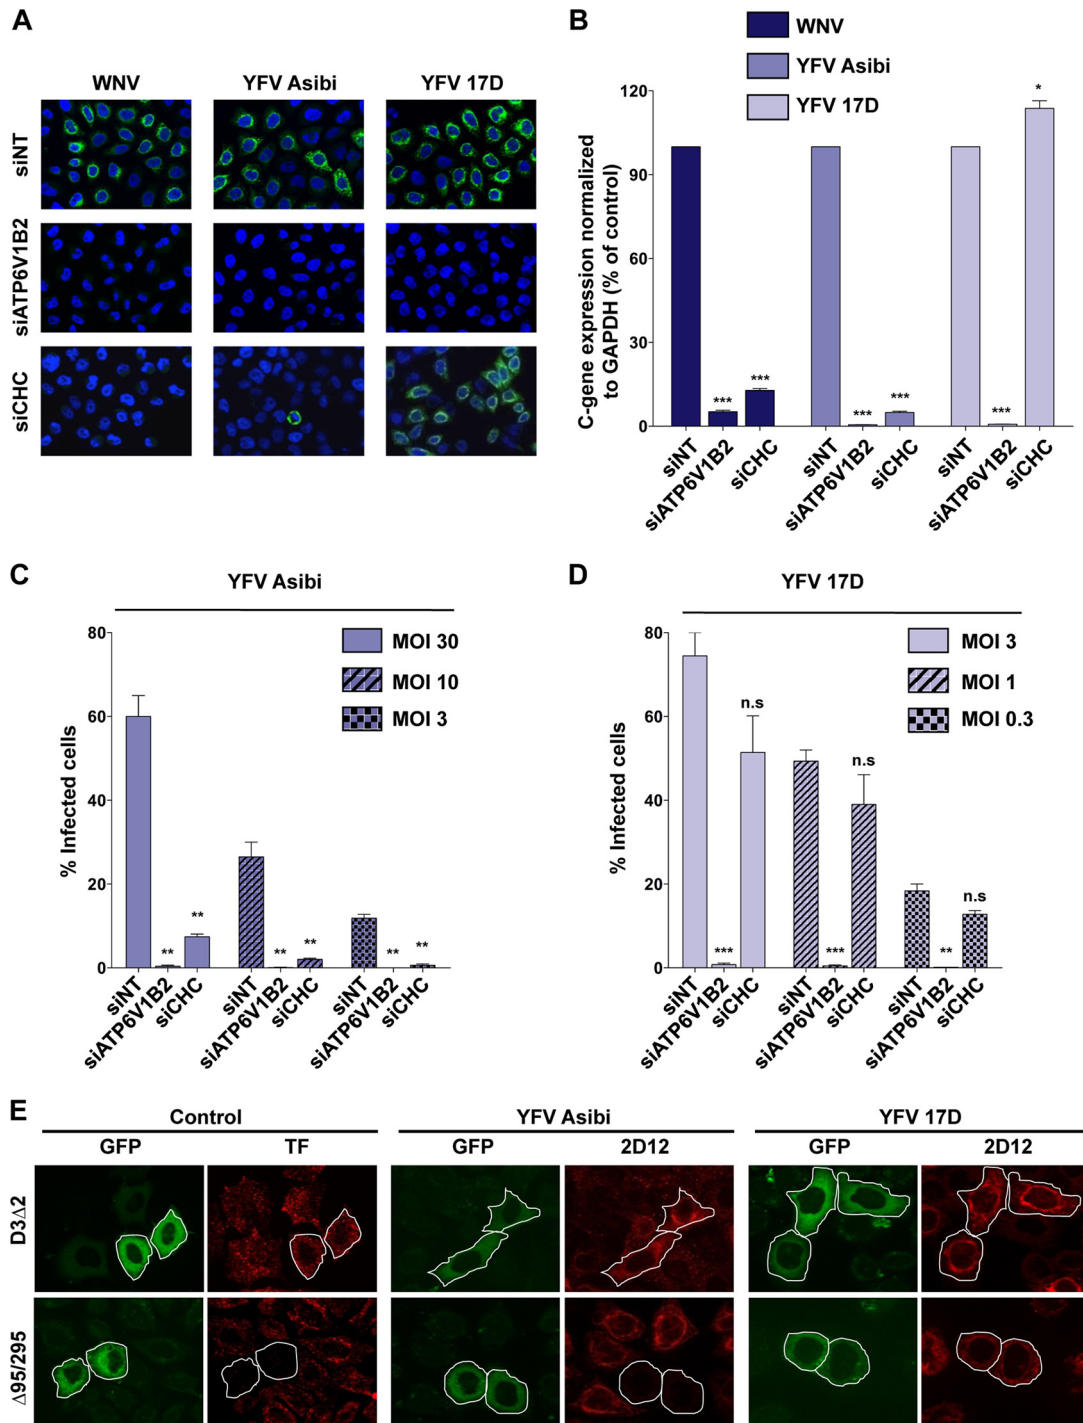 A
WNV
YFV Asibi
YFV 17D
siNT
siATP6V1B2
siCHC
B
WNV
YFV Asibi
YFV 17D
C-gene expression normalized
to GAPDH (% of control)
120
90
60
30
0
*** *** *** *** *** *
siNT siATP6V1B2 siCHC siNT siATP6V1B2 siCHC siNT siATP6V1B2 siCHC
C
YFV Asibi
MOI 30
MOI 10
MOI 3
% Infected cells
80
60
40
20
0
** ** ** ** ** **
siNT siATP6V1B2 siCHC siNT siATP6V1B2 siCHC siNT siATP6V1B2 siCHC
D
YFV 17D
MOI 3
MOI 1
MOI 0.3
% Infected cells
80
60
40
20
0
*** n.s *** n.s ** n.s
siNT siATP6V1B2 siCHC siNT siATP6V1B2 siCHC siNT siATP6V1B2 siCHC
E
Control YFV Asibi YFV 17D
GFP TF GFP 2D12 GFP 2D12
D3Δ2
Δ95/295